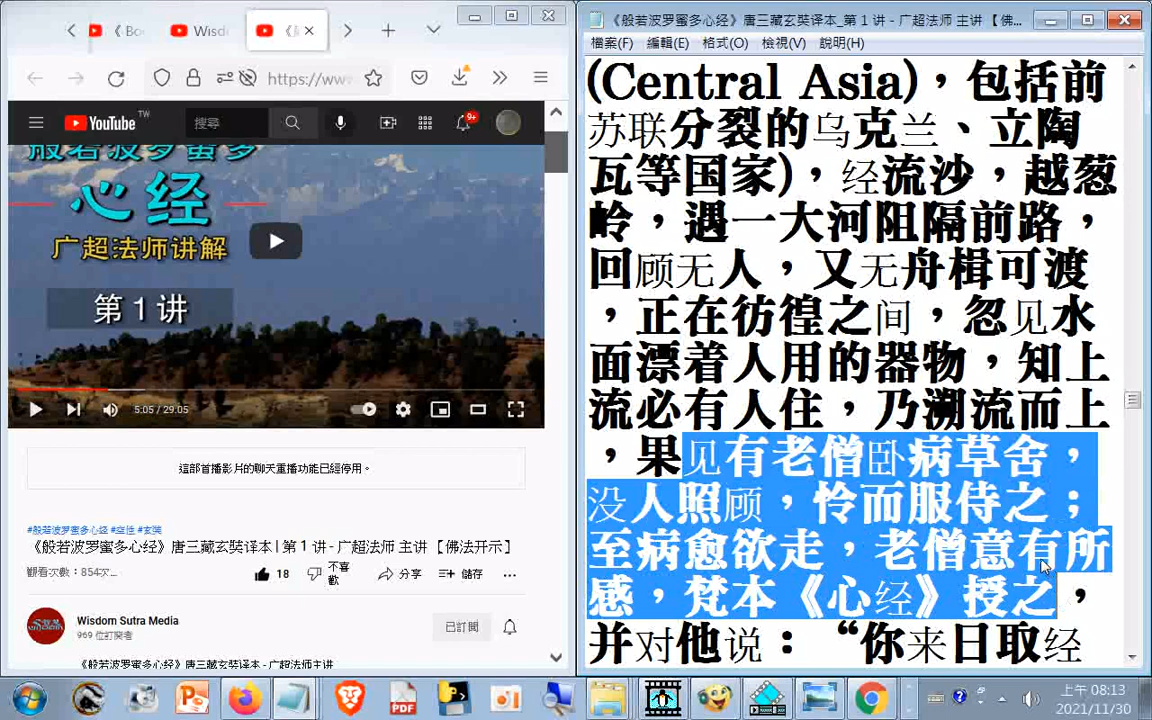 《 Bo
Wisd
《般
https://www
YouTube TW
搜尋
9+
般若波罗蜜多
心经
广超法师讲解
第 1 讲
5:05 / 29:05
這部首播影片的聊天重播功能已經停用。
#般若波罗蜜多心经 #空性 #玄奘
《般若波罗蜜多心经》唐三藏玄奘译本 | 第 1 讲 - 广超法师 主讲 【佛法开示】
觀看次數：854次...
18
不喜歡
分享
儲存
Wisdom Sutra Media
969 位訂閱者
已訂閱
《般若波罗蜜多心经》唐三藏玄奘译本 - 广超法师主讲
《般若波罗蜜多心经》唐三藏玄奘译本_第 1 讲 - 广超法师 主讲 【佛...
檔案(F) 編輯(E) 格式(O) 檢視(V) 說明(H)
(Central Asia)，包括前
苏联分裂的乌克兰、立陶
瓦等国家)，经流沙，越葱
岭，遇一大河阻隔前路，
回顾无人，又无舟楫可渡
，正在彷徨之间，忽见水
面漂着人用的器物，知上
流必有人住，乃溯流而上
，果见有老僧卧病草舍，
没人照顾，怜而服侍之；
至病愈欲走，老僧意有所
感，梵本《心经》授之，
并对他说：“你来日取经
PDF
上午 08:13
2021/11/30